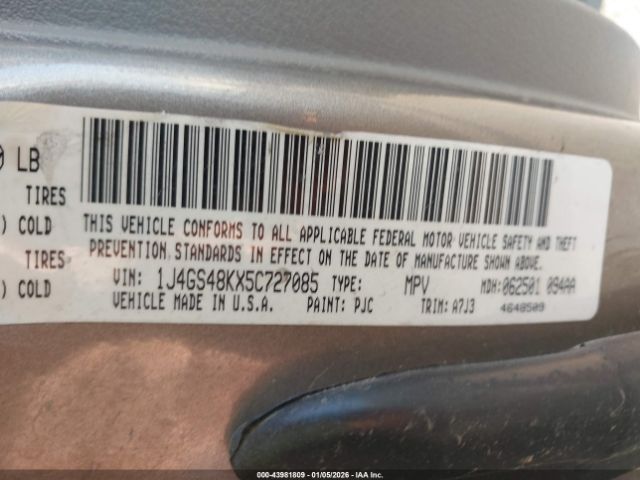 0 LB
TIRES
) COLD
TIRES
) COLD
THIS VEHICLE CONFORMS TO ALL APPLICABLE FEDERAL MOTOR VEHICLE SAFETY AND THEFT
PREVENTION STANDARDS IN EFFECT ON THE DATE OF MANUFACTURE SHOWN ABOVE.
VIN: 1J4GS48KX5C727085 TYPE: MPV MDH: 062501 094AA
VEHICLE MADE IN U.S.A. PAINT: PJC TRIM: A7J3 4648509
000-43981809 | 01/05/2026 - IAA Inc.